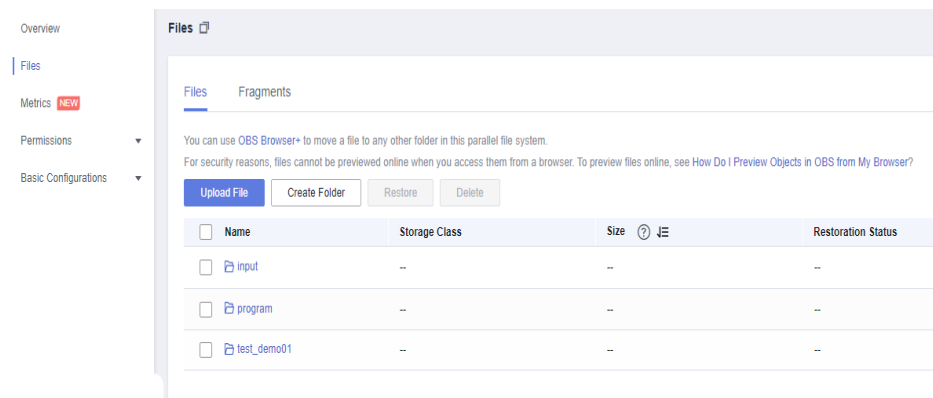 Overview
Files
Metrics NEW
Permissions
Basic Configurations
Files
Files Fragments
You can use OBS Browser+ to move a file to any other folder in this parallel file system.
For security reasons, files cannot be previewed online when you access them from a browser. To preview files online, see How Do I Preview Objects in OBS from My Browser?
Upload File Create Folder Restore Delete
Name Storage Class Size Restoration Status
input -- -- --
program -- -- --
test_demo01 -- -- --